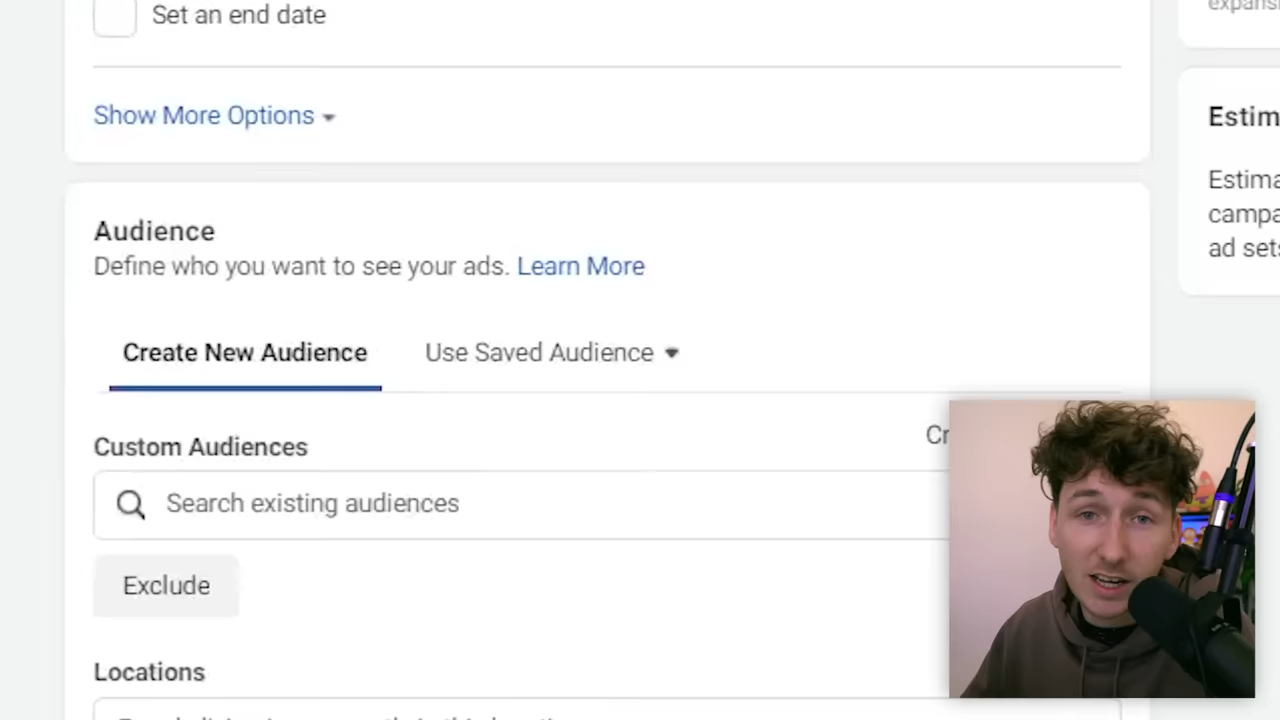 Set an end date
Show More Options
Audience
Define who you want to see your ads. Learn More
Create New Audience
Use Saved Audience
Custom Audiences
Search existing audiences
Exclude
Locations
Estim
Estima
campa
ad sets